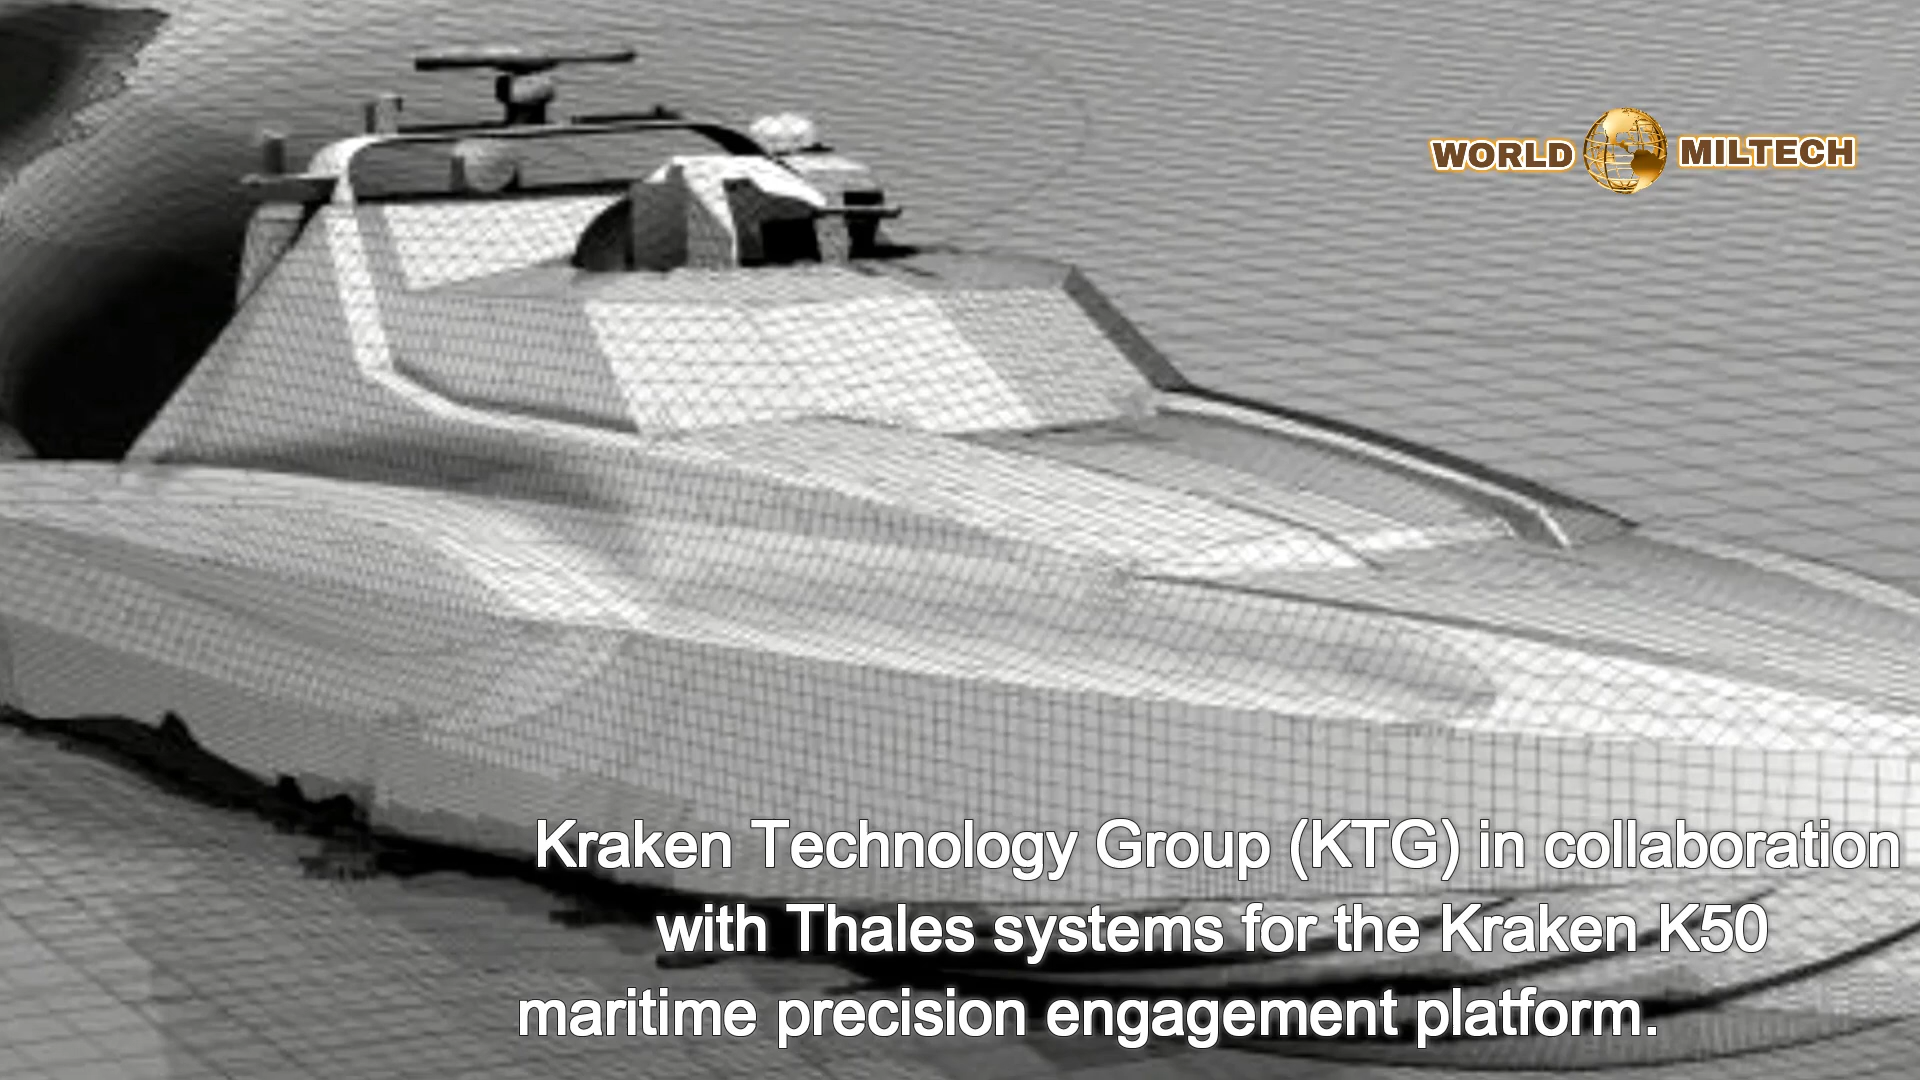 WORLD MILTECH
Kraken Technology Group (KTG) in collaboration
with Thales systems for the Kraken K50
maritime precision engagement platform.